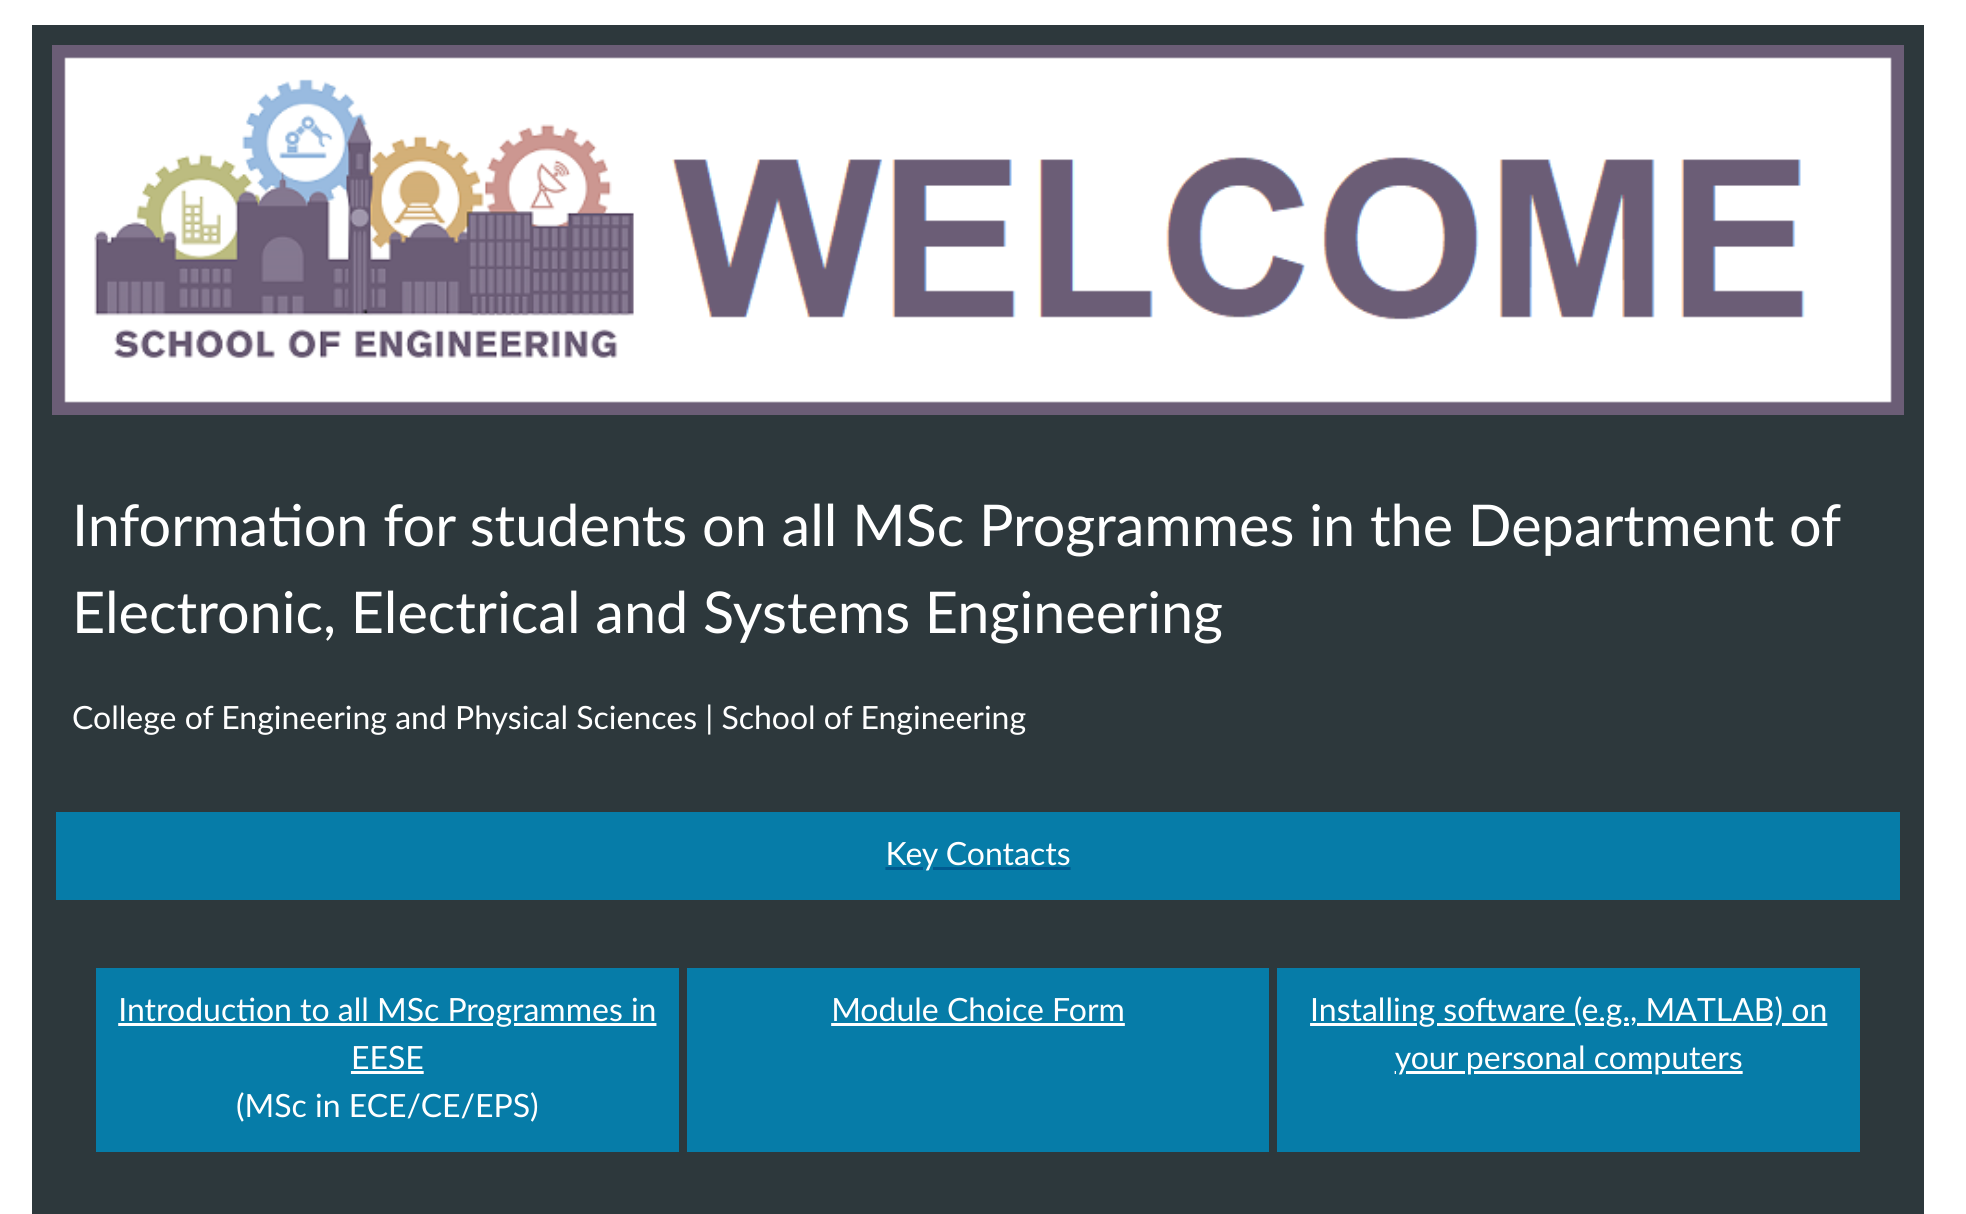 SCHOOL OF ENGINEERING
WELCOME
Information for students on all MSc Programmes in the Department of
Electronic, Electrical and Systems Engineering
College of Engineering and Physical Sciences | School of Engineering
Key Contacts
Introduction to all MSc Programmes in
EESE
(MSc in ECE/CE/EPS)
Module Choice Form
Installing software (e.g., MATLAB) on
your personal computers